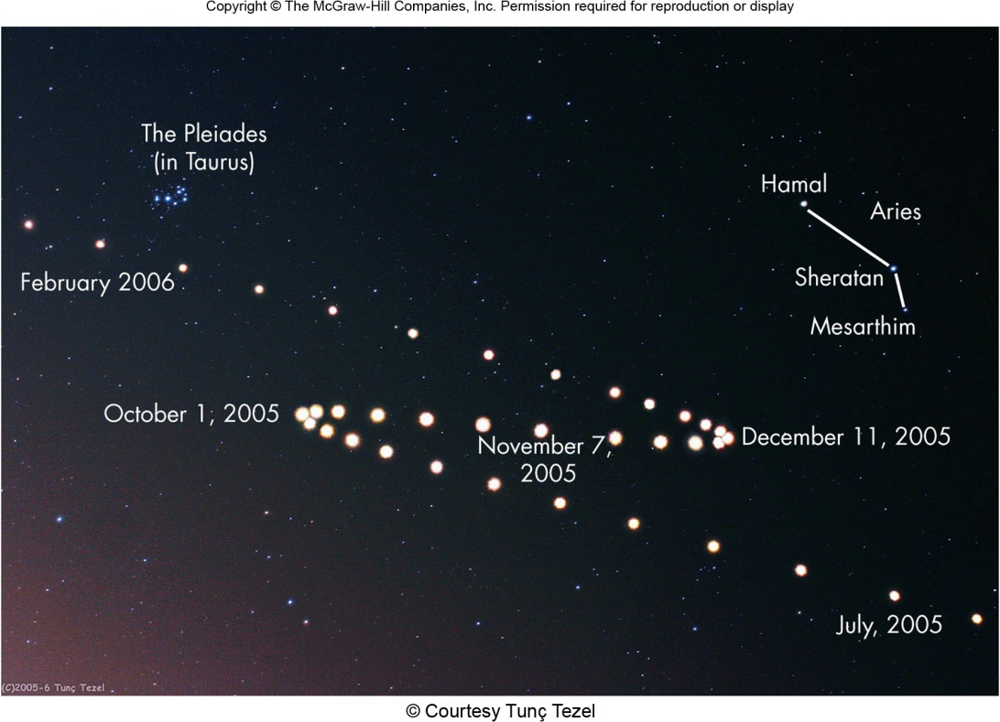 Copyright © The McGraw-Hill Companies, Inc. Permission required for reproduction or display
The Pleiades
(in Taurus)
Hamal
Aries
Sheratan
Mesarthim
February 2006
October 1, 2005
December 11, 2005
November 7,
2005
July, 2005
(C)2005-6 Tunç Tezel
© Courtesy Tunç Tezel